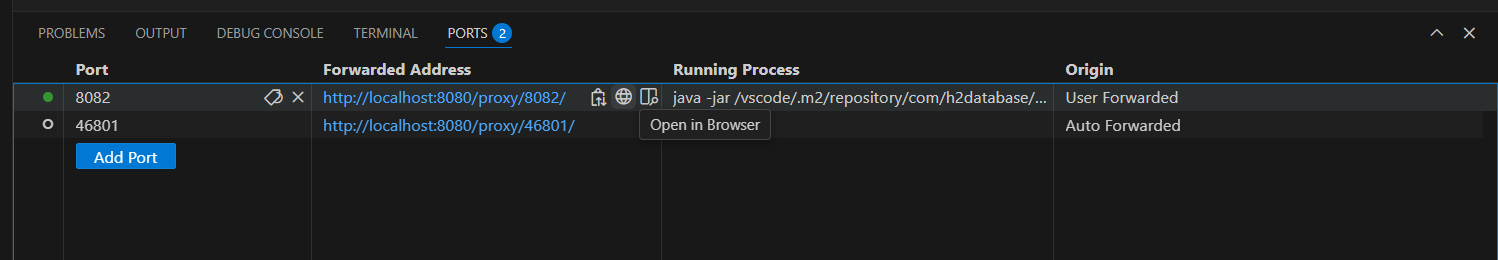 PROBLEMS OUTPUT DEBUG CONSOLE TERMINAL PORTS 2
Port Forwarded Address Running Process Origin
8082 http://localhost:8080/proxy/8082/ java -jar /vscode/.m2/repository/com/h2database/... User Forwarded
46801 http://localhost:8080/proxy/46801/ Auto Forwarded
Open in Browser
Add Port